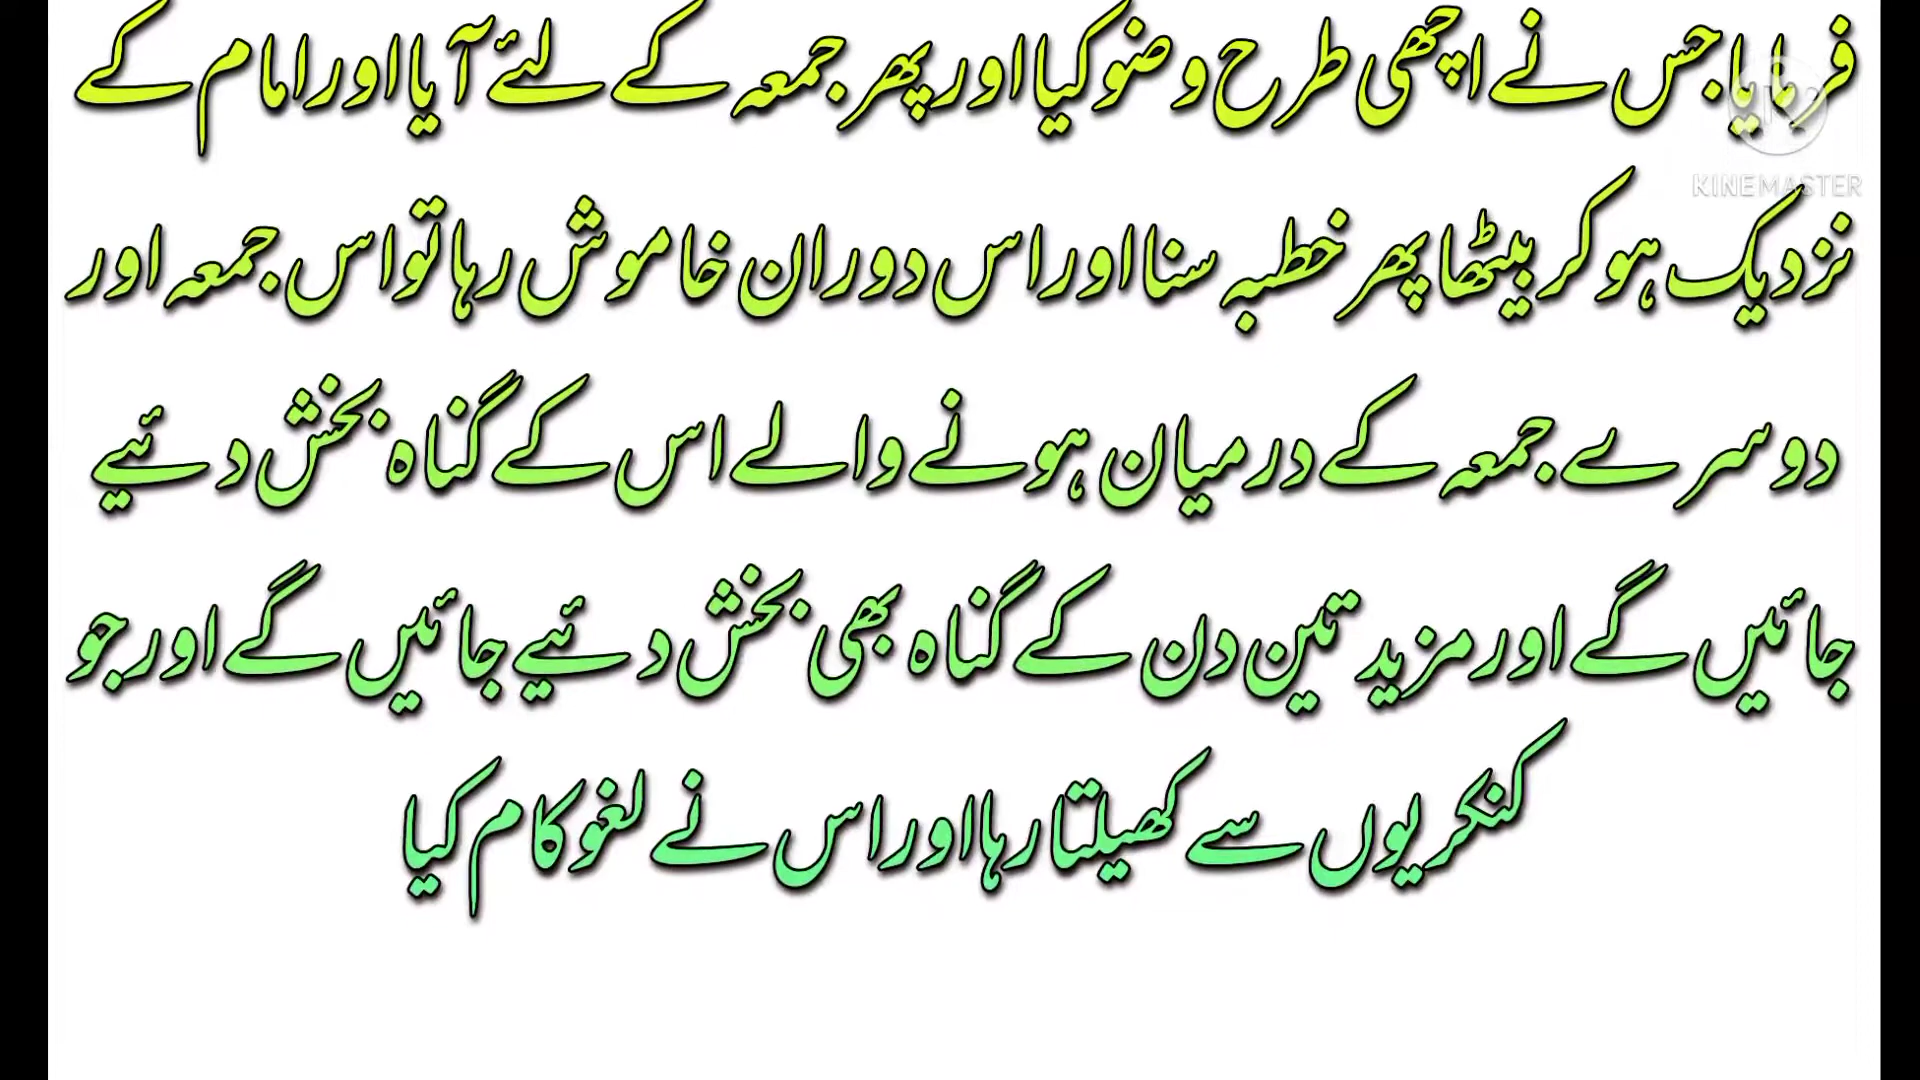 فرمایا جس نے اچھی طرح وضو کیا اور پھر جمعہ کے لئے آیا اور امام کے
KINEMASTER
نزدیک ہو کر بیٹھا پھر خطبہ سنا اور اس دوران خاموش رہا تو اس جمعہ اور
دوسرے جمعہ کے درمیان ہونے والے اس کے گناہ بخش دئیے
جائیں گے اور مزید تین دن کے گناہ بھی بخش دئیے جائیں گے اور جو
کنکریوں سے کھیلتا رہا اور اس نے لغو کام کیا